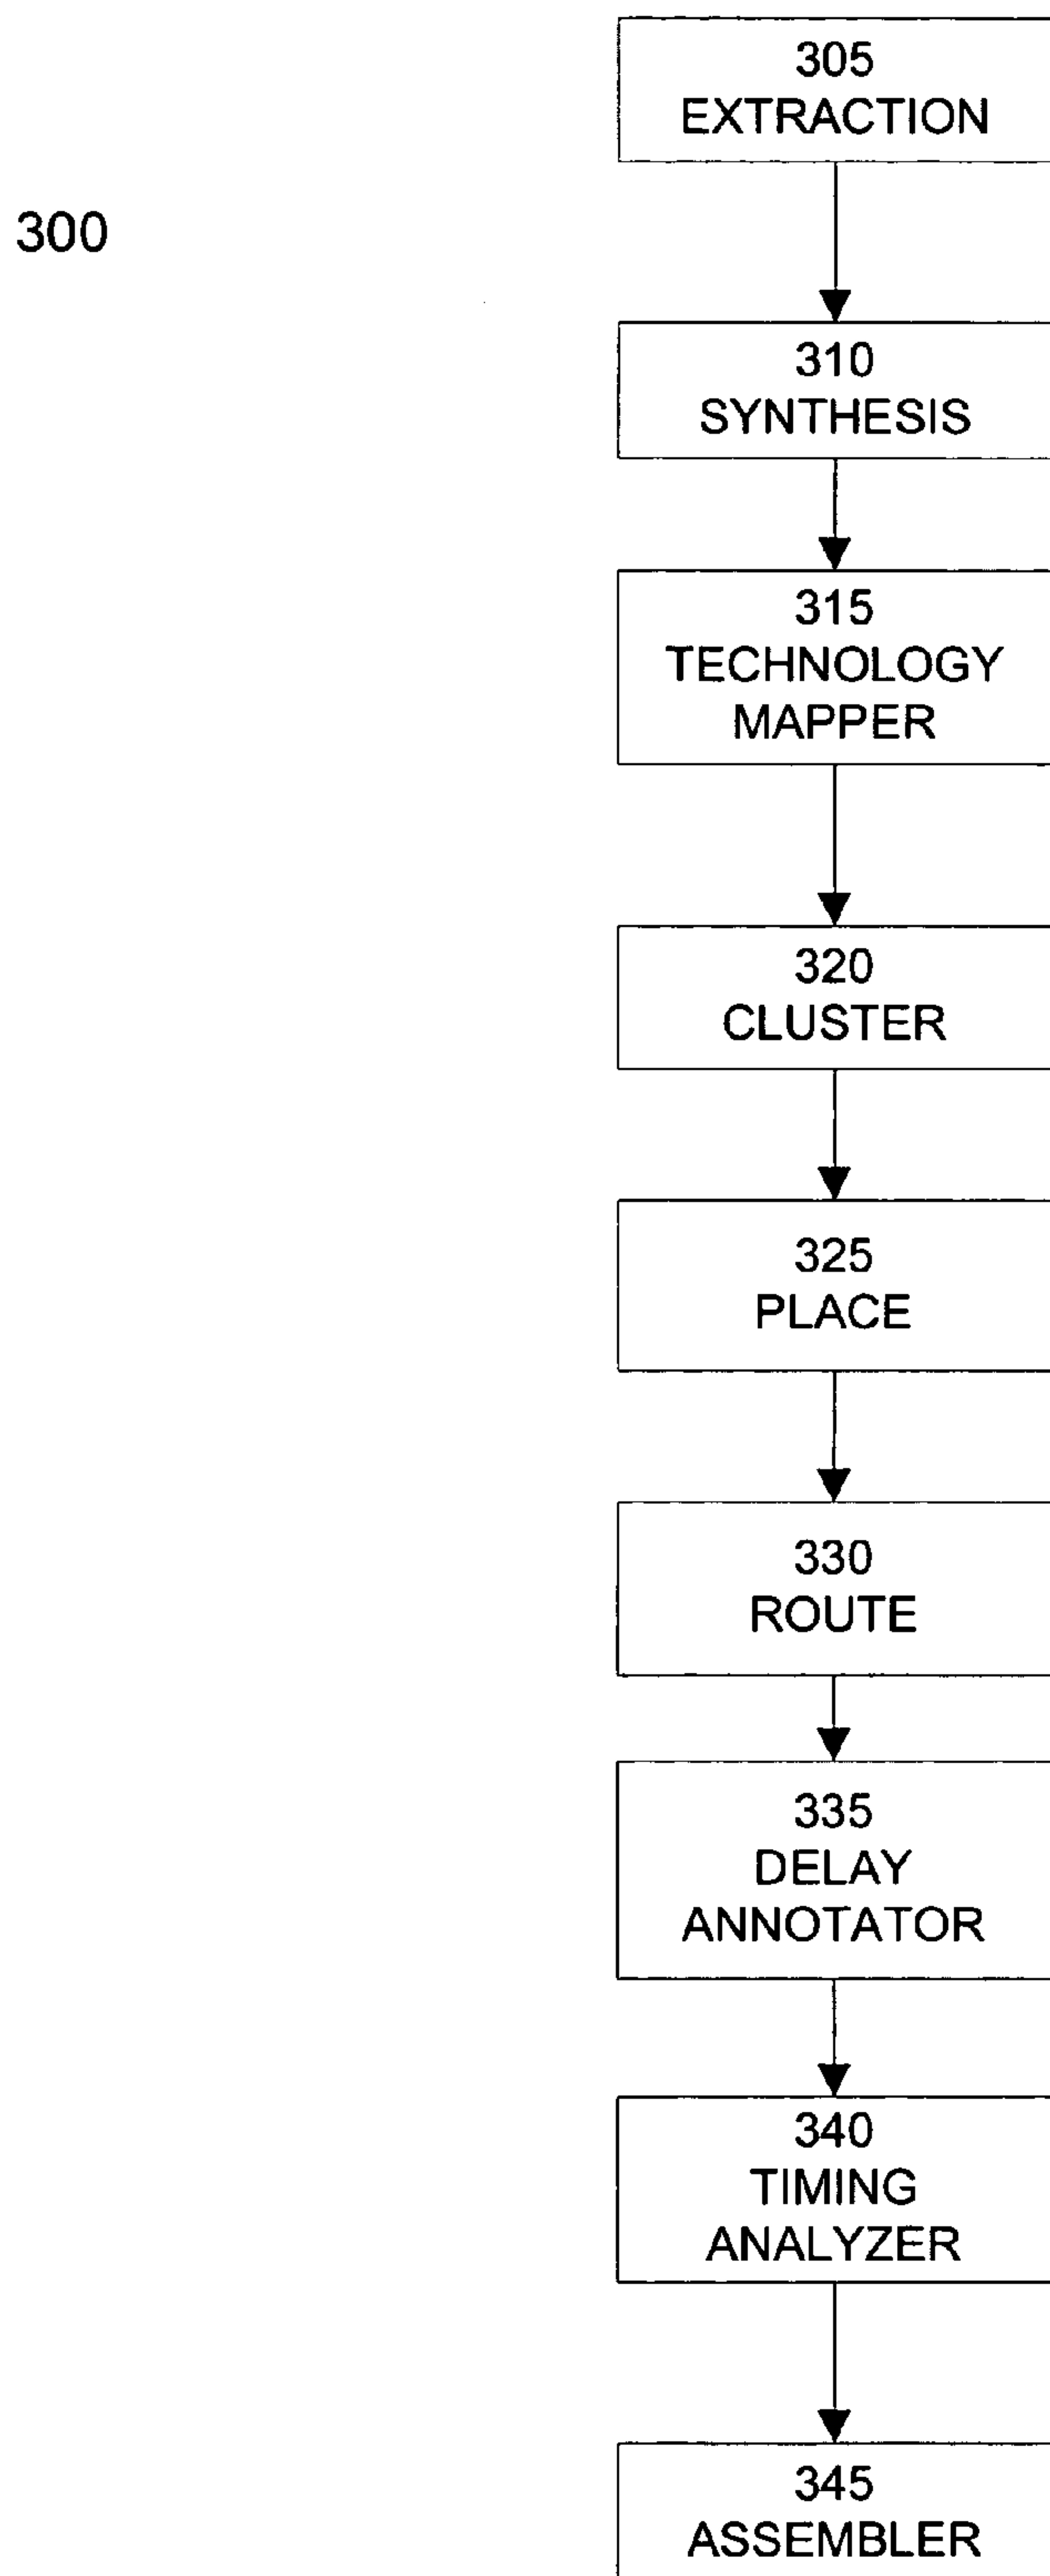 305
EXTRACTION
300
310
SYNTHESIS
315
TECHNOLOGY
MAPPER
320
CLUSTER
325
PLACE
330
ROUTE
335
DELAY
ANNOTATOR
340
TIMING
ANALYZER
345
ASSEMBLER